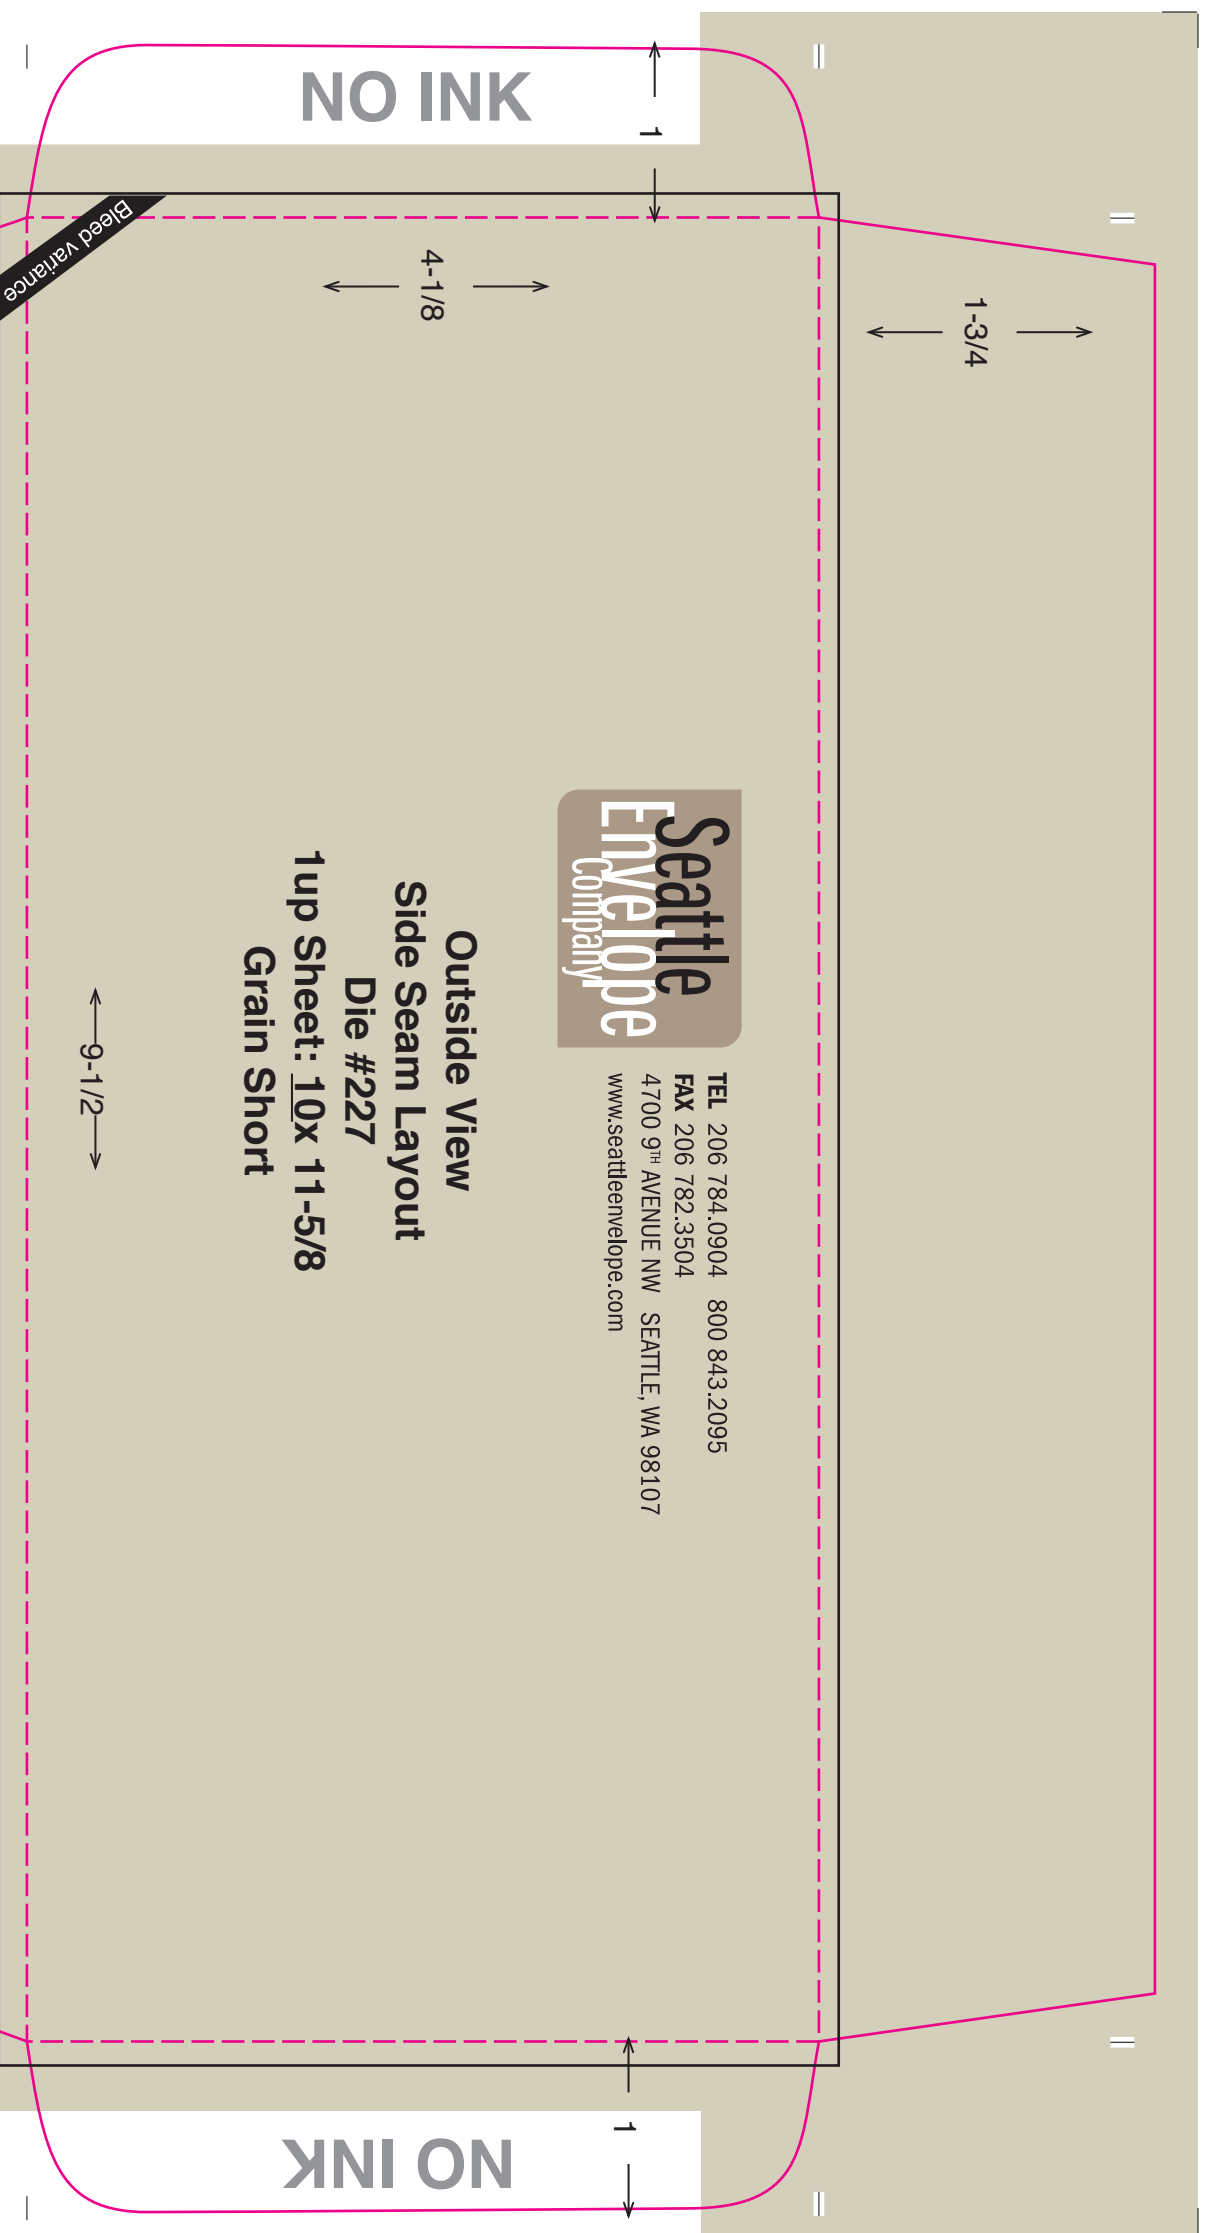 NO INK
1
Bleed variance
4-1/8
1-3/4
Seattle
Envelope
Company
TEL 206 784.0904 800 843.2095
FAX 206 782.3504
4700 9TH AVENUE NW SEATTLE, WA 98107
www.seattleenvelope.com
Outside View
Side Seam Layout
Die #227
1up Sheet: 10x 11-5/8
Grain Short
9-1/2
1
NO INK